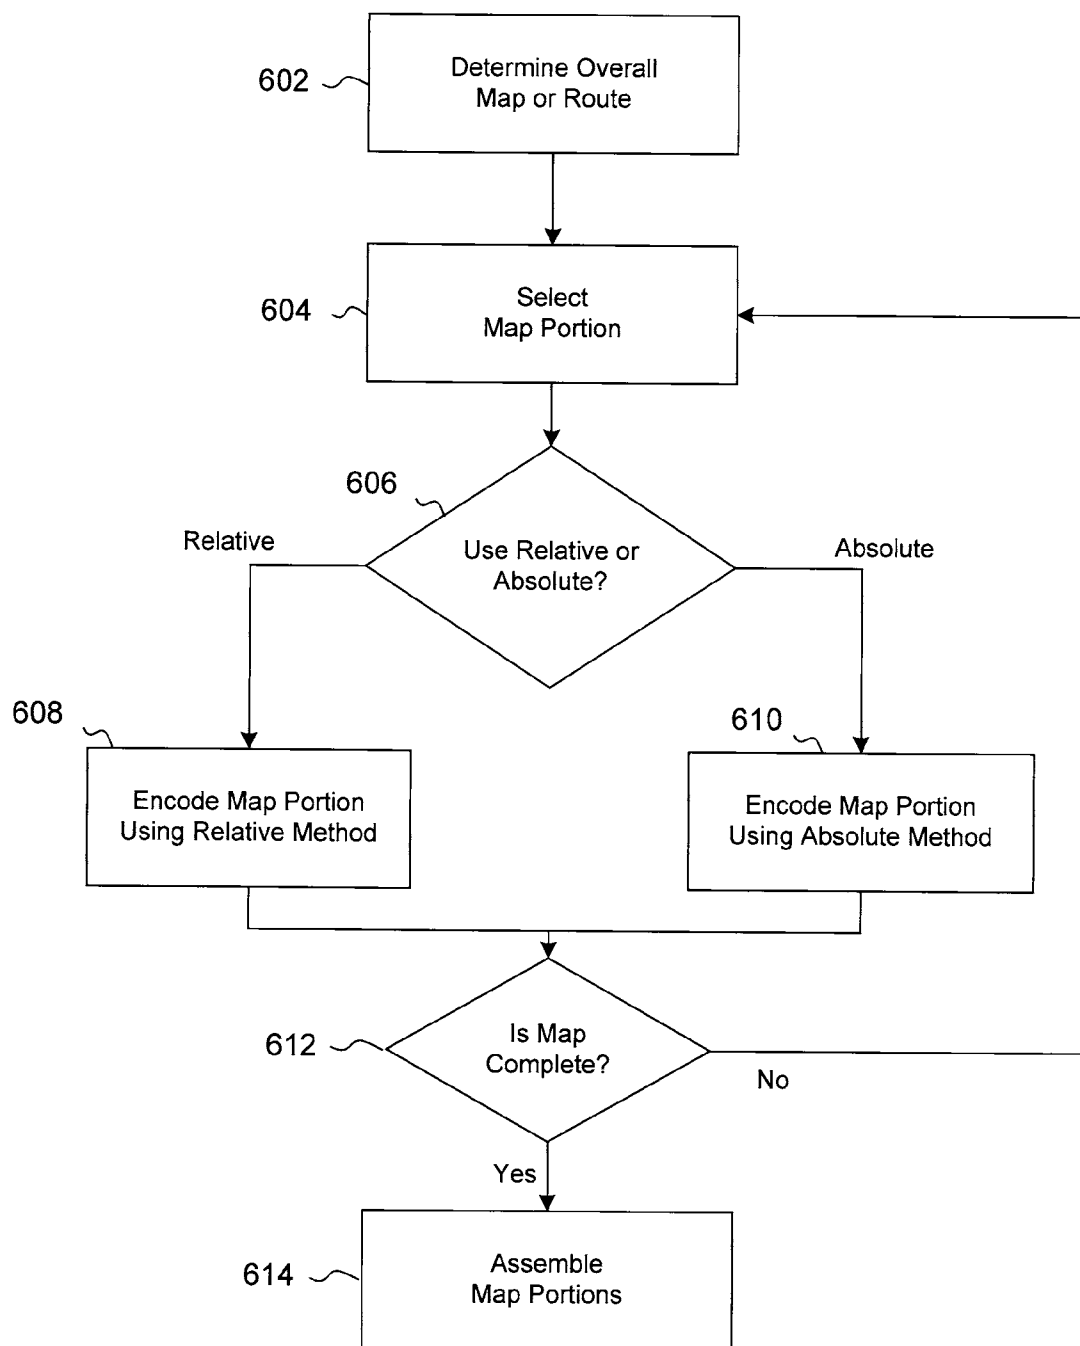 602
Determine Overall
Map or Route
604
Select
Map Portion
606
Relative
Use Relative or
Absolute?
Absolute
608
Encode Map Portion
Using Relative Method
610
Encode Map Portion
Using Absolute Method
612
Is Map
Complete?
No
Yes
614
Assemble
Map Portions